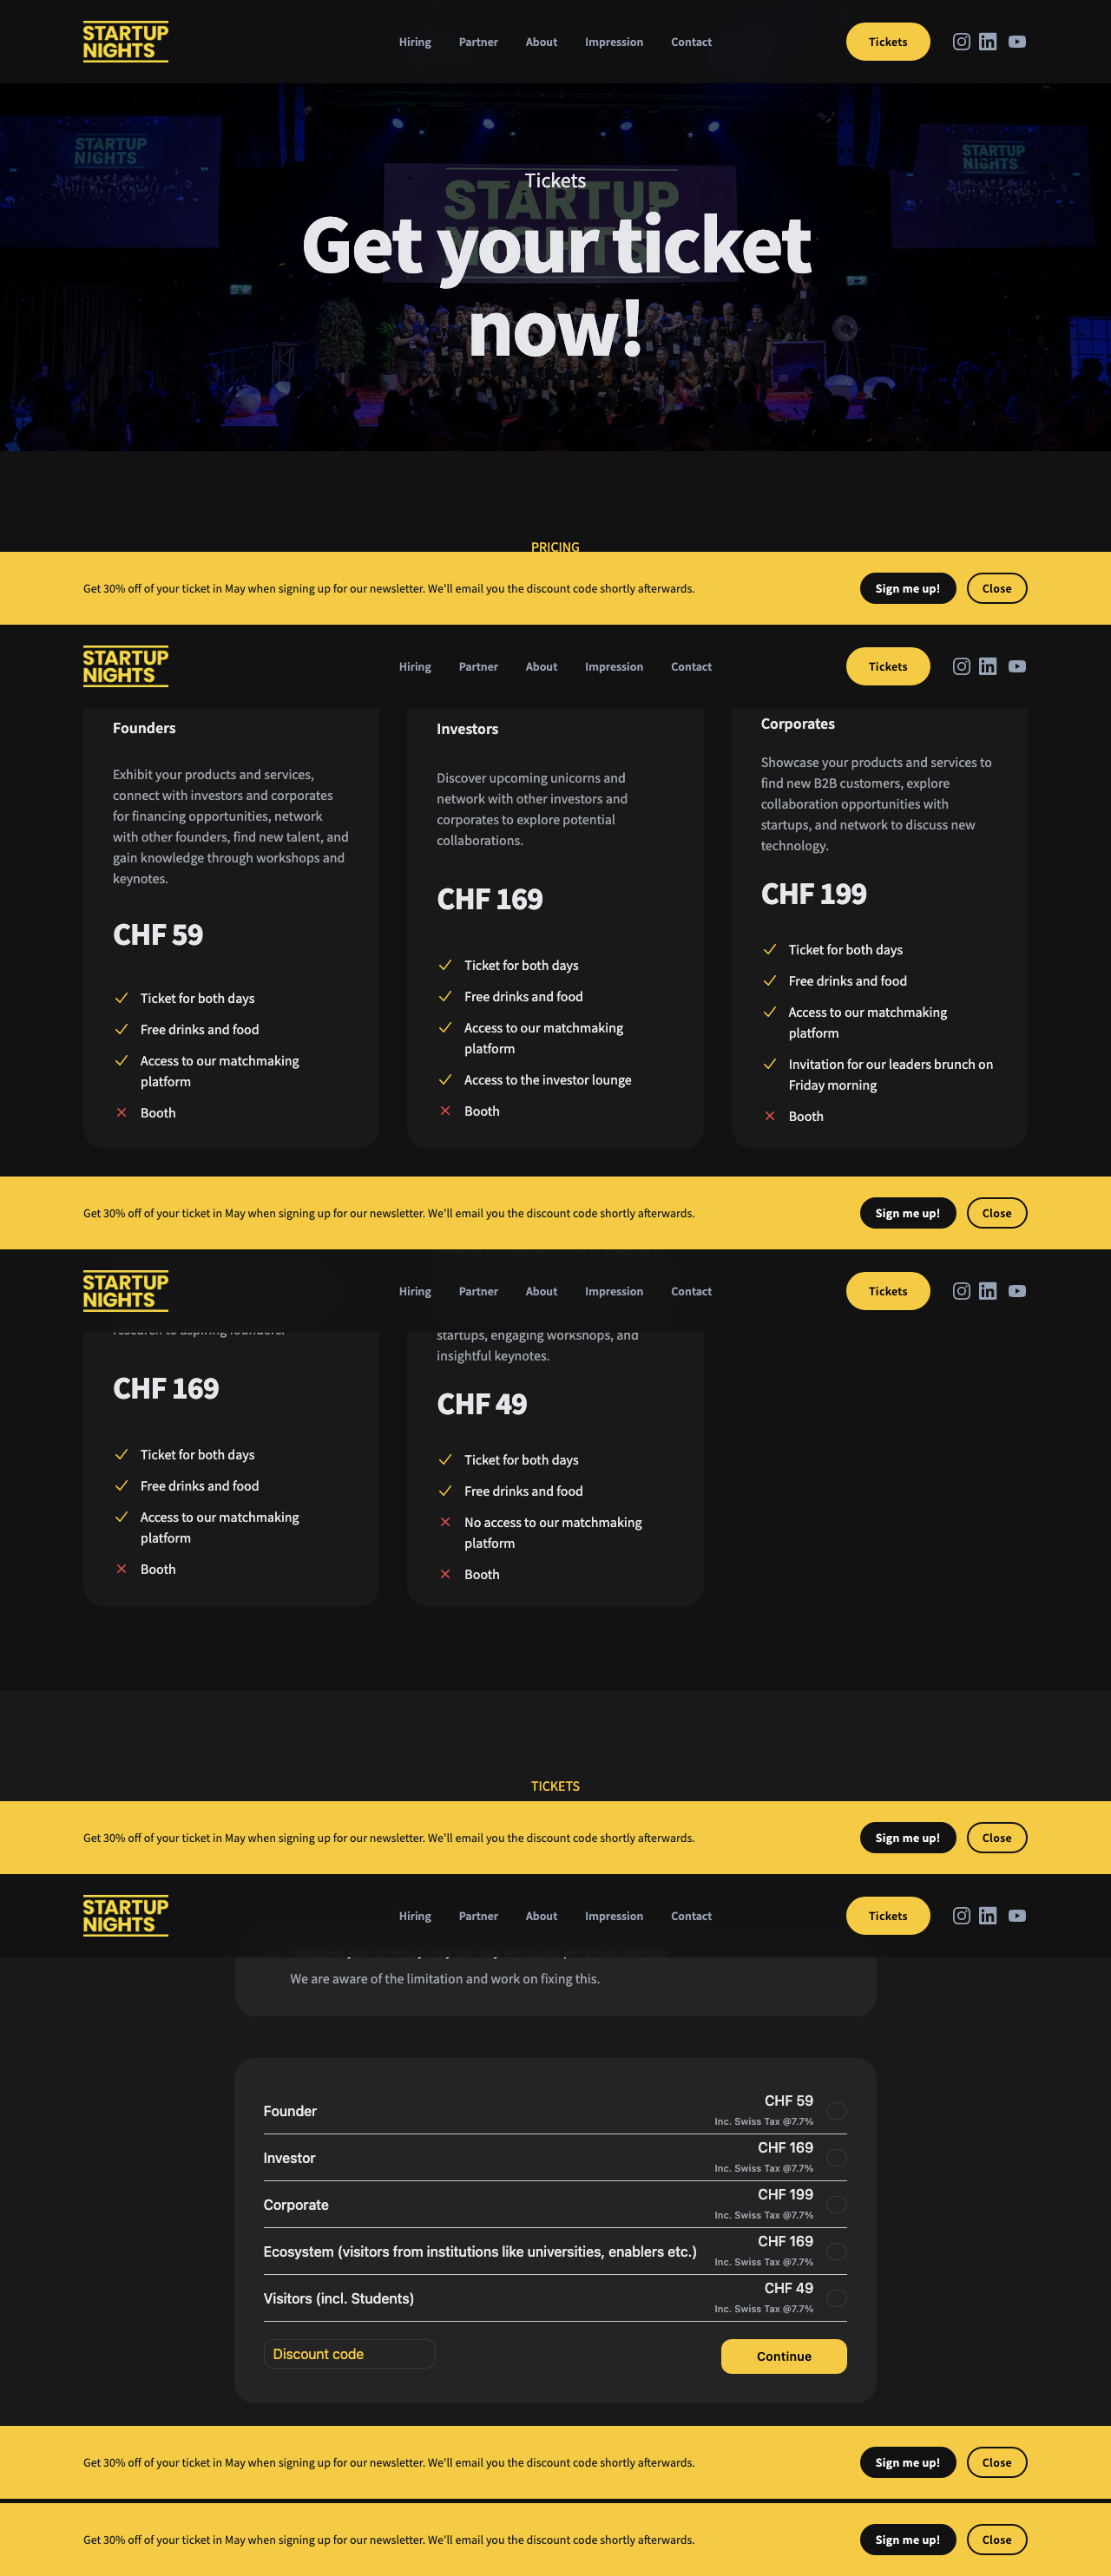 STARTUP
NIGHTS
Hiring Partner About Impression Contact
Tickets
STARTUP
NIGHTS
STARTUP
NIGHTS
STARTUP
NIGHTS
Tickets
Get your ticket
now!
PRICING
Get 30% off of your ticket in May when signing up for our newsletter. We'll email you the discount code shortly afterwards.
Sign me up!
Close
STARTUP
NIGHTS
Hiring Partner About Impression Contact
Tickets
Founders
Exhibit your products and services,
connect with investors and corporates
for financing opportunities, network
with other founders, find new talent, and
gain knowledge through workshops and
keynotes.
CHF 59
Ticket for both days
Free drinks and food
Access to our matchmaking
platform
Booth
Investors
Discover upcoming unicorns and
network with other investors and
corporates to explore potential
collaborations.
CHF 169
Ticket for both days
Free drinks and food
Access to our matchmaking
platform
Access to the investor lounge
Booth
Corporates
Showcase your products and services to
find new B2B customers, explore
collaboration opportunities with
startups, and network to discuss new
technology.
CHF 199
Ticket for both days
Free drinks and food
Access to our matchmaking
platform
Invitation for our leaders brunch on
Friday morning
Booth
Get 30% off of your ticket in May when signing up for our newsletter. We'll email you the discount code shortly afterwards.
Sign me up!
Close
STARTUP
NIGHTS
Hiring Partner About Impression Contact
Tickets
research to aspiring founders.
CHF 169
Ticket for both days
Free drinks and food
Access to our matchmaking
platform
Booth
startups, engaging workshops, and
insightful keynotes.
CHF 49
Ticket for both days
Free drinks and food
No access to our matchmaking
platform
Booth
TICKETS
Get 30% off of your ticket in May when signing up for our newsletter. We'll email you the discount code shortly afterwards.
Sign me up!
Close
STARTUP
NIGHTS
Hiring Partner About Impression Contact
Tickets
We are aware of the limitation and work on fixing this.
Founder
CHF 59
Inc. Swiss Tax @7.7%
Investor
CHF 169
Inc. Swiss Tax @7.7%
Corporate
CHF 199
Inc. Swiss Tax @7.7%
Ecosystem (visitors from institutions like universities, enablers etc.)
CHF 169
Inc. Swiss Tax @7.7%
Visitors (incl. Students)
CHF 49
Inc. Swiss Tax @7.7%
Discount code
Continue
Get 30% off of your ticket in May when signing up for our newsletter. We'll email you the discount code shortly afterwards.
Sign me up!
Close
Get 30% off of your ticket in May when signing up for our newsletter. We'll email you the discount code shortly afterwards.
Sign me up!
Close